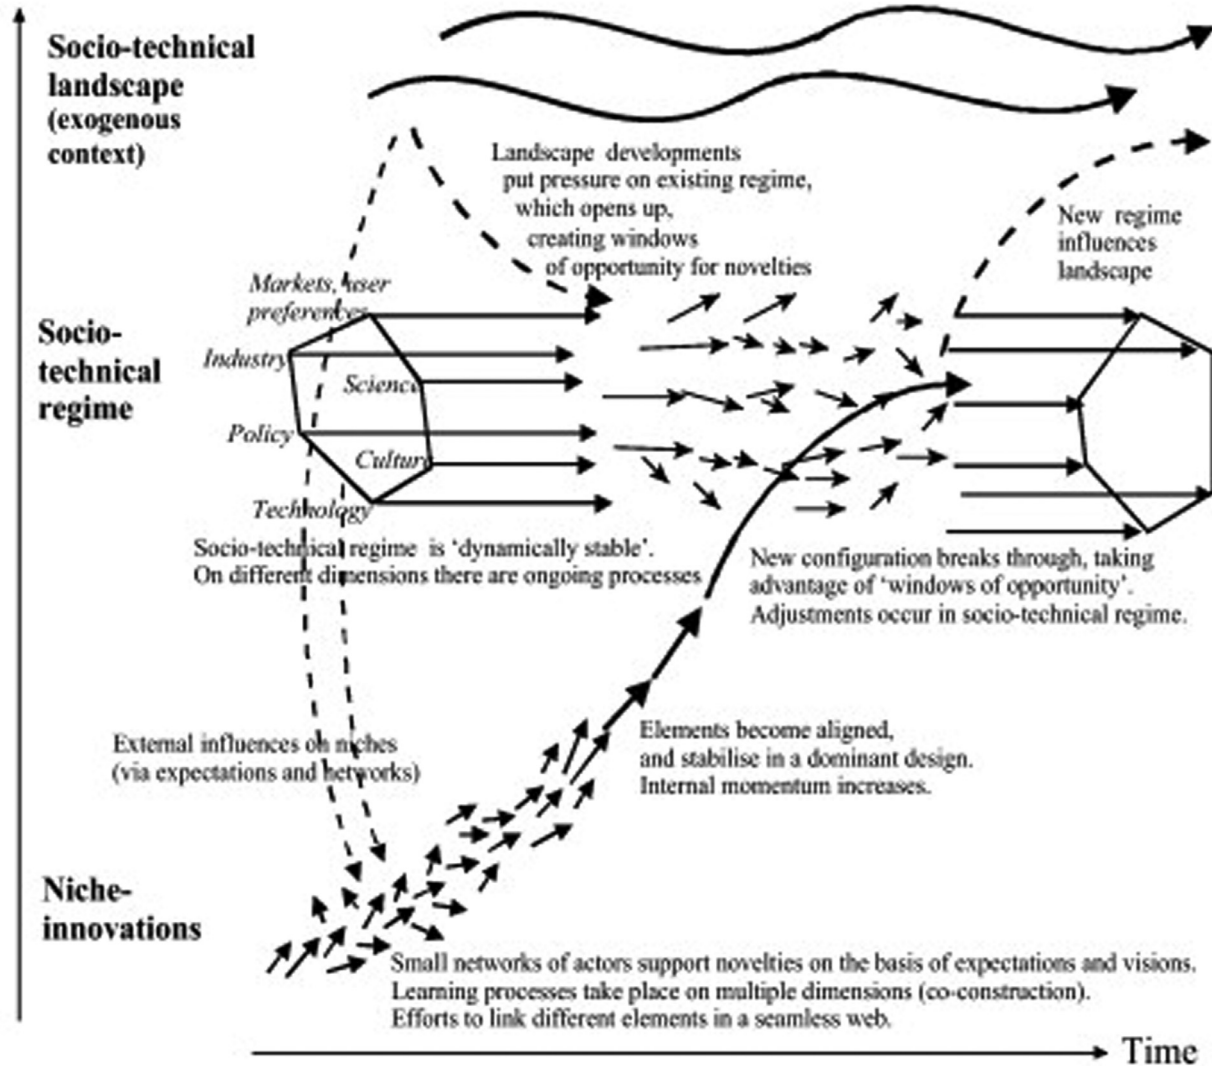 Socio-technical
landscape
(exogenous
context)
Landscape developments
put pressure on existing regime,
which opens up,
creating windows
of opportunity for novelties
New regime
influences
landscape
Markets, user
preferences
Industry
Science
Policy
Culture
Technology
Socio-
technical
regime
Socio-technical regime is ‘dynamically stable’.
On different dimensions there are ongoing processes
New configuration breaks through, taking
advantage of ‘windows of opportunity’.
Adjustments occur in socio-technical regime.
External influences on niches
(via expectations and networks)
Elements become aligned,
and stabilise in a dominant design.
Internal momentum increases.
Niche-
innovations
Small networks of actors support novelties on the basis of expectations and visions.
Learning processes take place on multiple dimensions (co-construction).
Efforts to link different elements in a seamless web.
Time